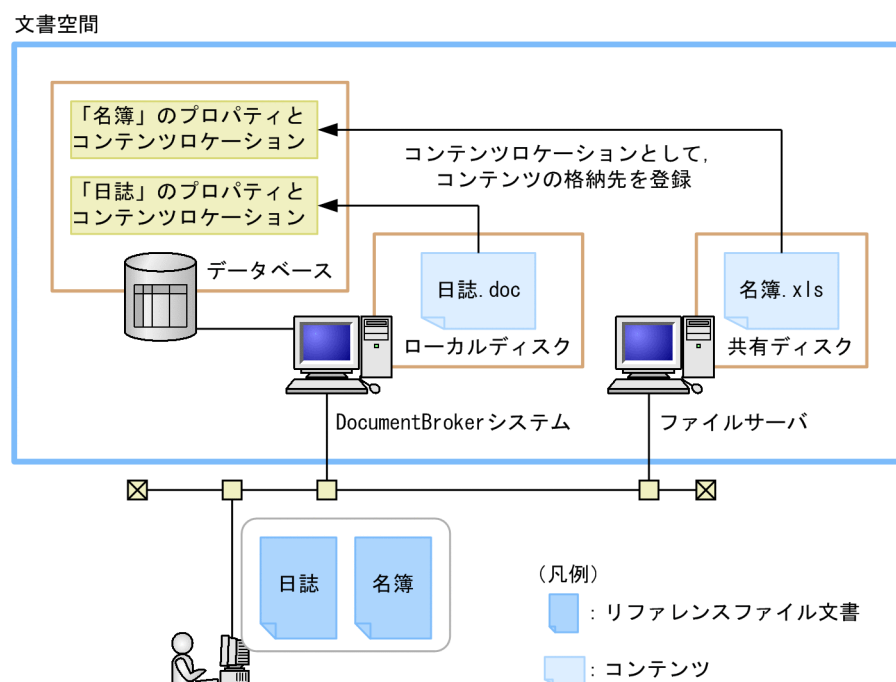 文書空間
「名簿」のプロパティと
コンテンツロケーション
コンテンツロケーションとして,
コンテンツの格納先を登録
「日誌」のプロパティと
コンテンツロケーション
データベース
日誌.doc
名簿.xls
ローカルディスク
共有ディスク
DocumentBrokerシステム
ファイルサーバ
日誌
名簿
(凡例)
：リファレンスファイル文書
：コンテンツ